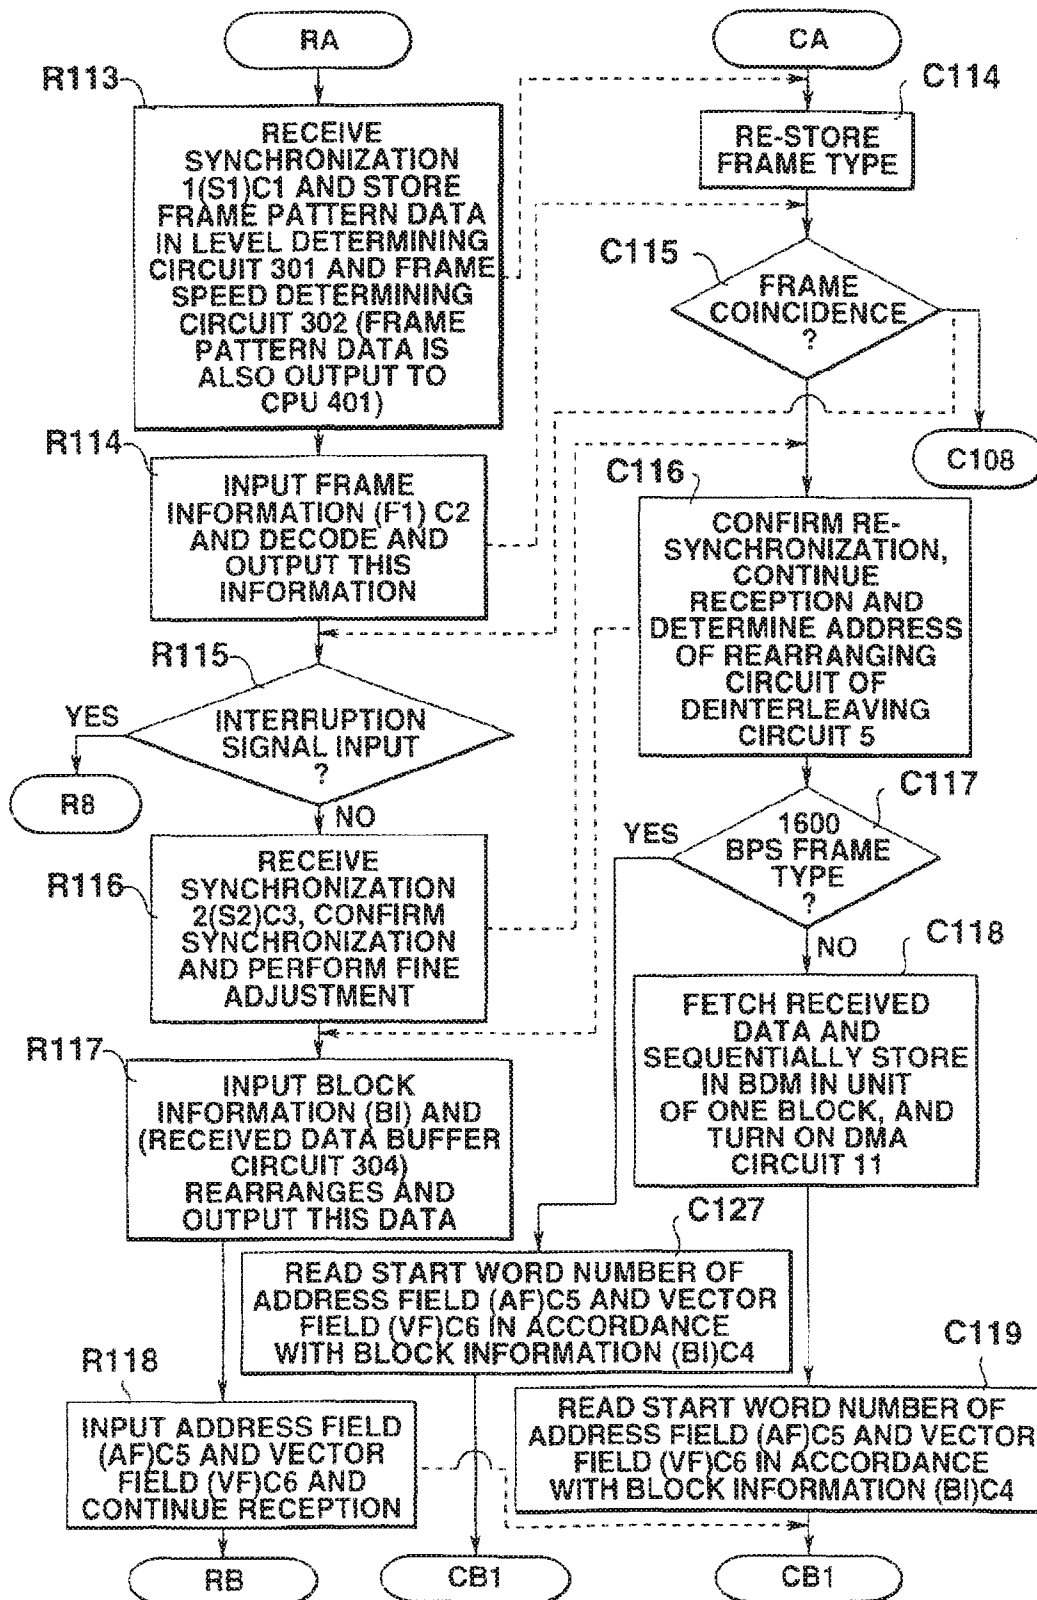 RA
R113
RECEIVE
SYNCHRONIZATION
1(S1)C1 AND STORE
FRAME PATTERN DATA
IN LEVEL DETERMINING
CIRCUIT 301 AND FRAME
SPEED DETERMINING
CIRCUIT 302 (FRAME
PATTERN DATA IS
ALSO OUTPUT TO
CPU 401)
R114
INPUT FRAME
INFORMATION (F1) C2
AND DECODE AND
OUTPUT THIS
INFORMATION
R115
INTERRUPTION
SIGNAL INPUT
?
YES
R8
NO
R116
RECEIVE
SYNCHRONIZATION
2(S2)C3, CONFIRM
SYNCHRONIZATION
AND PERFORM FINE
ADJUSTMENT
R117
INPUT BLOCK
INFORMATION (BI) AND
(RECEIVED DATA BUFFER
CIRCUIT 304)
REARRANGES AND
OUTPUT THIS DATA
R118
INPUT ADDRESS FIELD
(AF)C5 AND VECTOR
FIELD (VF)C6 AND
CONTINUE RECEPTION
RB
CA
C114
RE-STORE
FRAME TYPE
C115
FRAME
COINCIDENCE
?
C108
C116
CONFIRM RE-
SYNCHRONIZATION,
CONTINUE
RECEPTION AND
DETERMINE ADDRESS
OF REARRANGING
CIRCUIT OF
DEINTERLEAVING
CIRCUIT 5
C117
1600
BPS FRAME
TYPE
?
YES
NO
C118
FETCH RECEIVED
DATA AND
SEQUENTIALLY STORE
IN BDM IN UNIT
OF ONE BLOCK, AND
TURN ON DMA
CIRCUIT 11
C127
READ START WORD NUMBER OF
ADDRESS FIELD (AF)C5 AND VECTOR
FIELD (VF)C6 IN ACCORDANCE
WITH BLOCK INFORMATION (BI)C4
CB1
C119
READ START WORD NUMBER OF
ADDRESS FIELD (AF)C5 AND VECTOR
FIELD (VF)C6 IN ACCORDANCE
WITH BLOCK INFORMATION (BI)C4
CB1